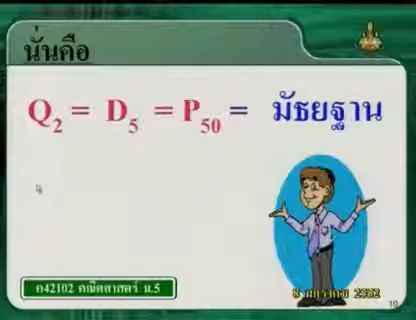 นั่นคือ
Q2 = D5 = P50 = มัธยฐาน
ค42102 คณิตศาสตร์ ม.5
8 มกราคม 2552
10